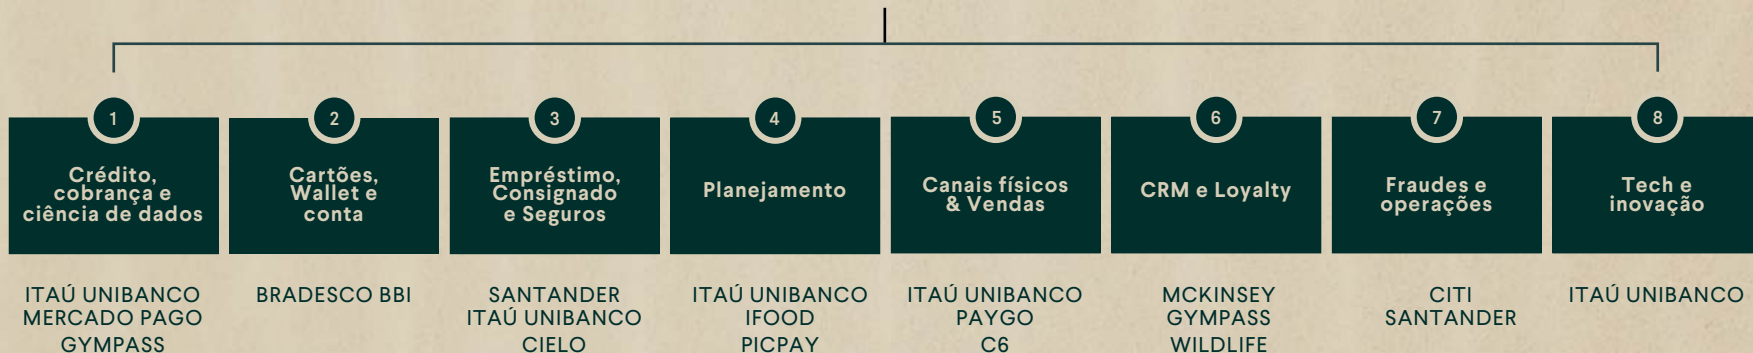 1
Crédito,
cobrança e
ciência de dados
ITAÚ UNIBANCO
MERCADO PAGO
GYMPASS
2
Cartões,
Wallet e
conta
BRADESCO BBI
3
Empréstimo,
Consignado
e Seguros
SANTANDER
ITAÚ UNIBANCO
CIELO
4
Planejamento
ITAÚ UNIBANCO
IFOOD
PICPAY
5
Canais físicos
& Vendas
ITAÚ UNIBANCO
PAYGO
C6
6
CRM e Loyalty
MCKINSEY
GYMPASS
WILDLIFE
7
Fraudes e
operações
CITI
SANTANDER
8
Tech e
inovação
ITAÚ UNIBANCO